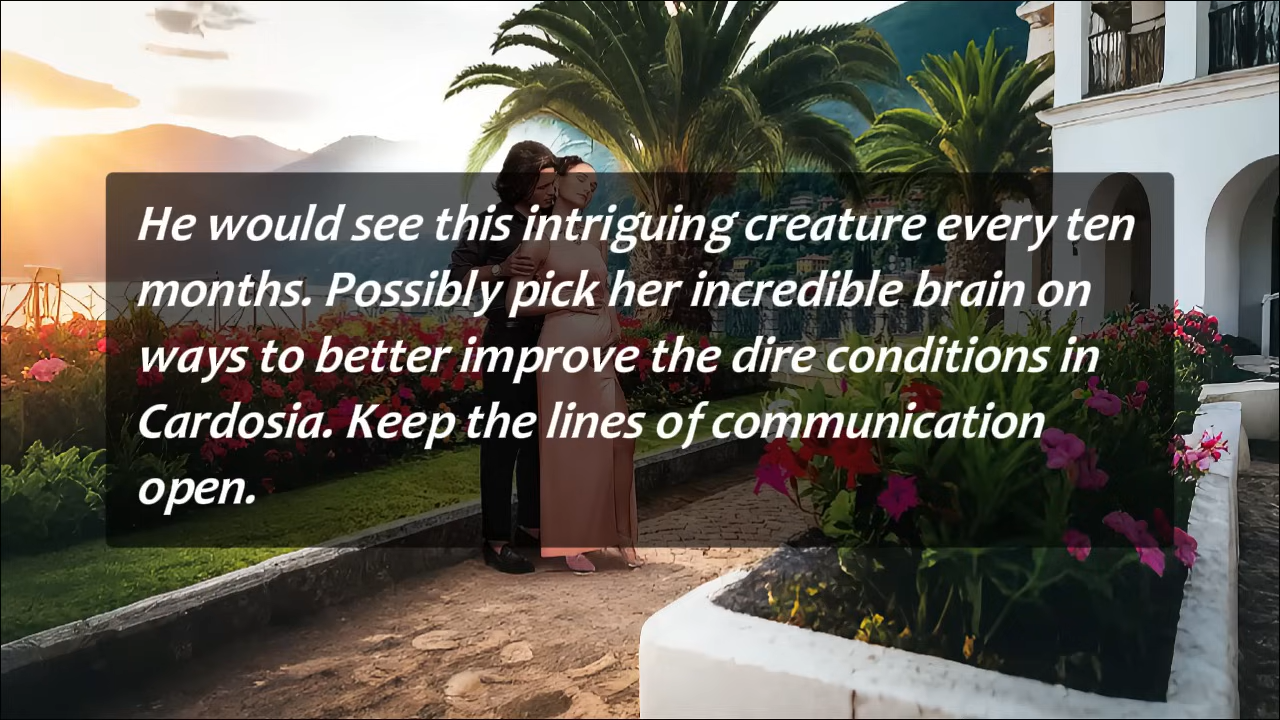 He would see this intriguing creature every ten
months. Possibly pick her incredible brain on
ways to better improve the dire conditions in
Cardosia. Keep the lines of communication
open.